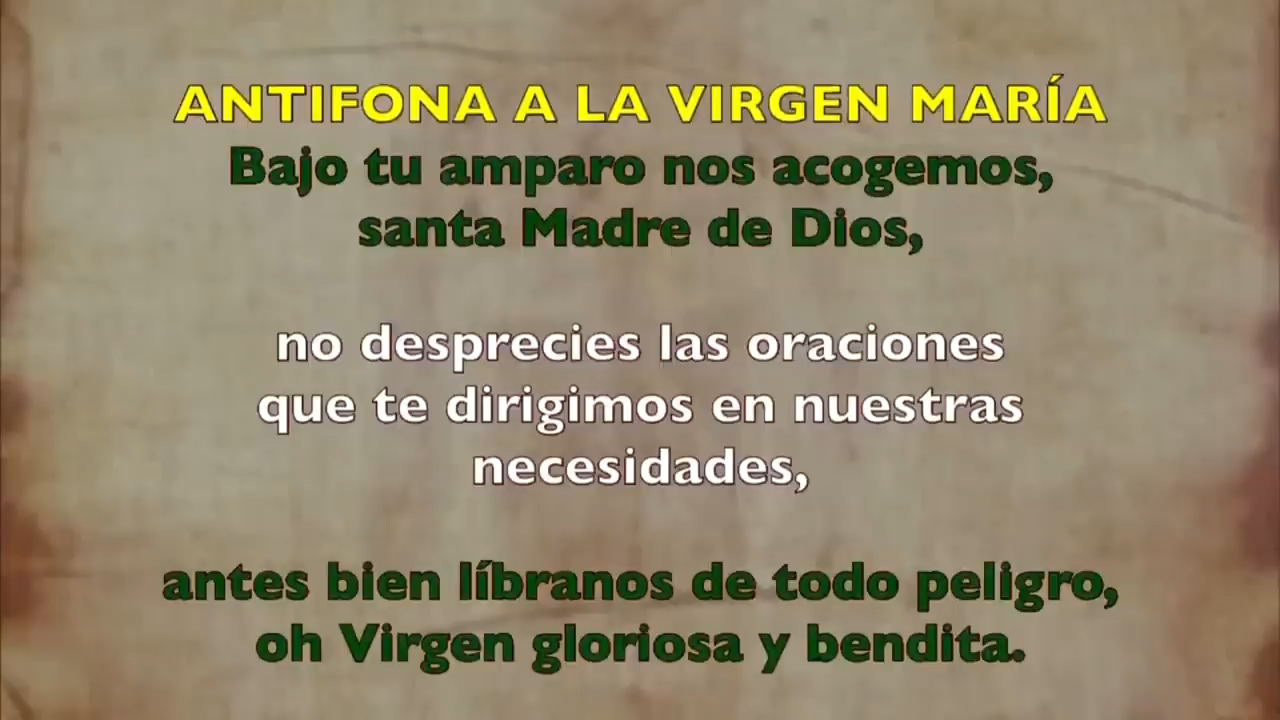 ANTIFONA A LA VIRGEN MARÍA
Bajo tu amparo nos acogemos,
santa Madre de Dios,
no desprecies las oraciones
que te dirigimos en nuestras
necesidades,
antes bien líbranos de todo peligro,
oh Virgen gloriosa y bendita.